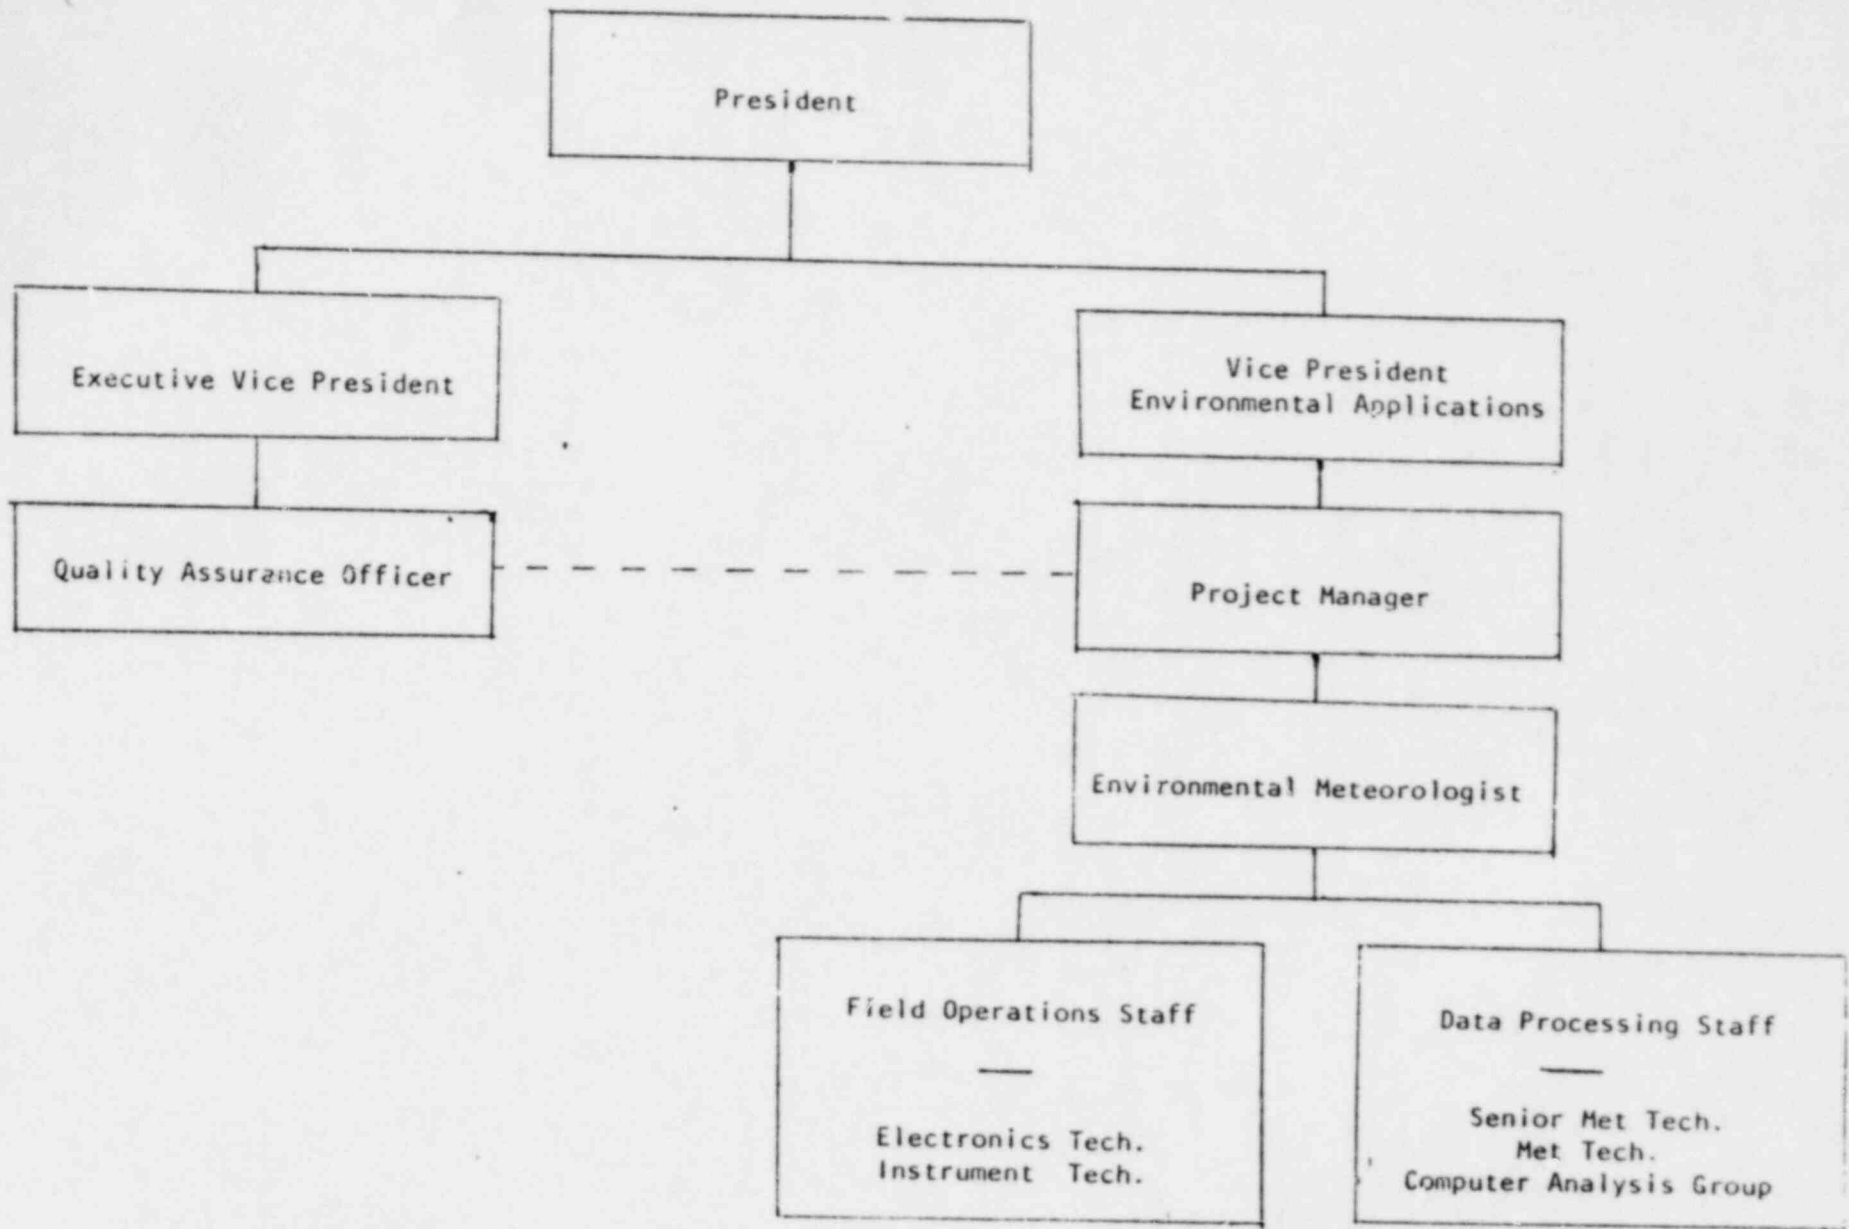 President
Executive Vice President
Vice President
Environmental Applications
Quality Assurance Officer
Project Manager
Environmental Meteorologist
Field Operations Staff
Electronics Tech.
Instrument Tech.
Data Processing Staff
Senior Met Tech.
Met Tech.
Computer Analysis Group